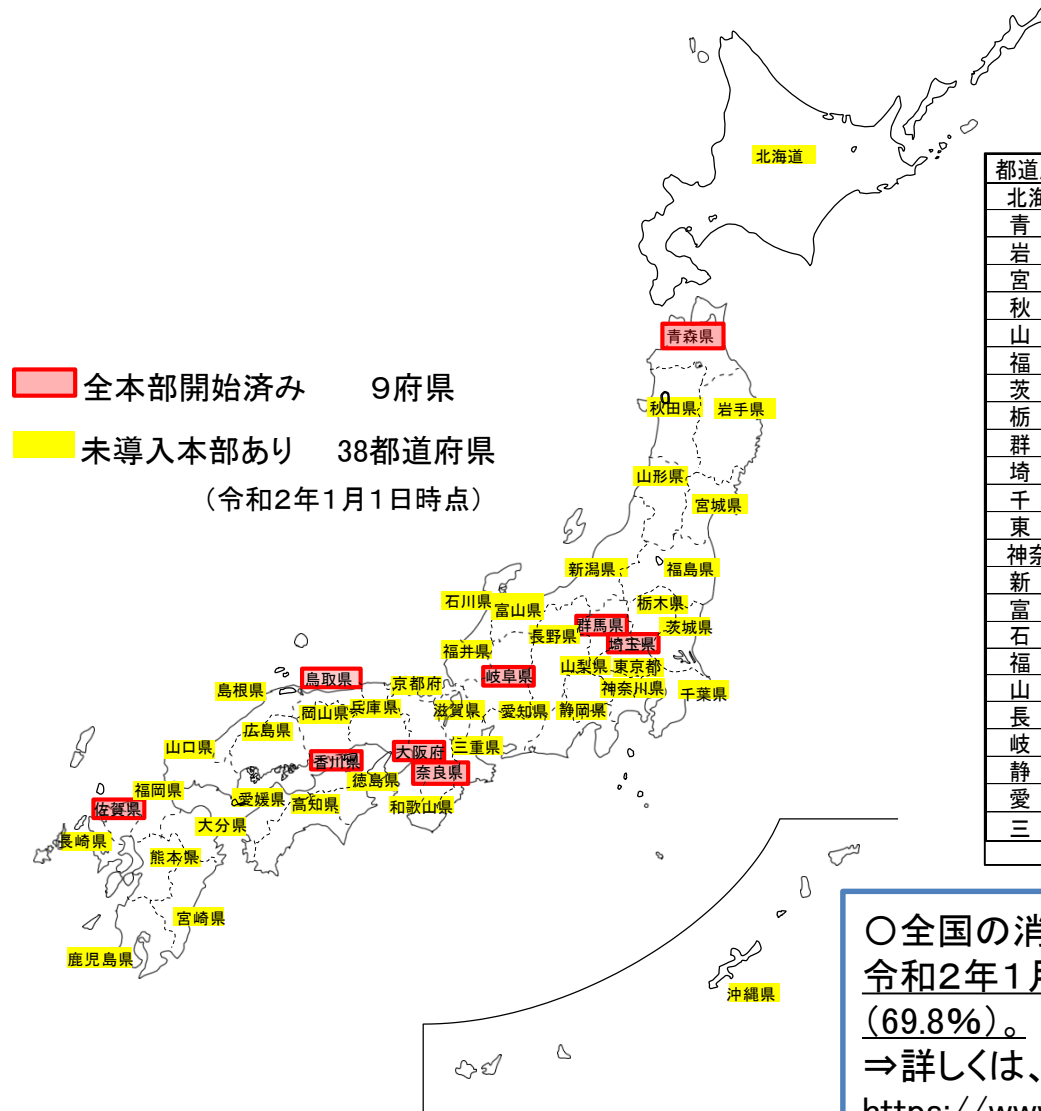 北海道
青森県
秋田県
岩手県
山形県
宮城県
新潟県
福島県
石川県
富山県
栃木県
群馬県
茨城県
長野県
埼玉県
福井県
山梨県
東京都
岐阜県
神奈川県
千葉県
鳥取県
京都府
島根県
岡山県
兵庫県
滋賀県
愛知県
静岡県
広島県
山口県
大阪府
三重県
香川県
奈良県
徳島県
福岡県
愛媛県
高知県
和歌山県
佐賀県
大分県
長崎県
熊本県
宮崎県
鹿児島県
沖縄県
全本部開始済み 9府県
未導入本部あり 38都道府県
(令和2年1月1日時点)
都道
北海
青
岩
宮
秋
山
福
茨
栃
群
埼
千
東
神奈
新
富
石
福
山
長
岐
静
愛
三
○全国の消
令和2年1月
(69.8%)。
⇒詳しくは、
https://www